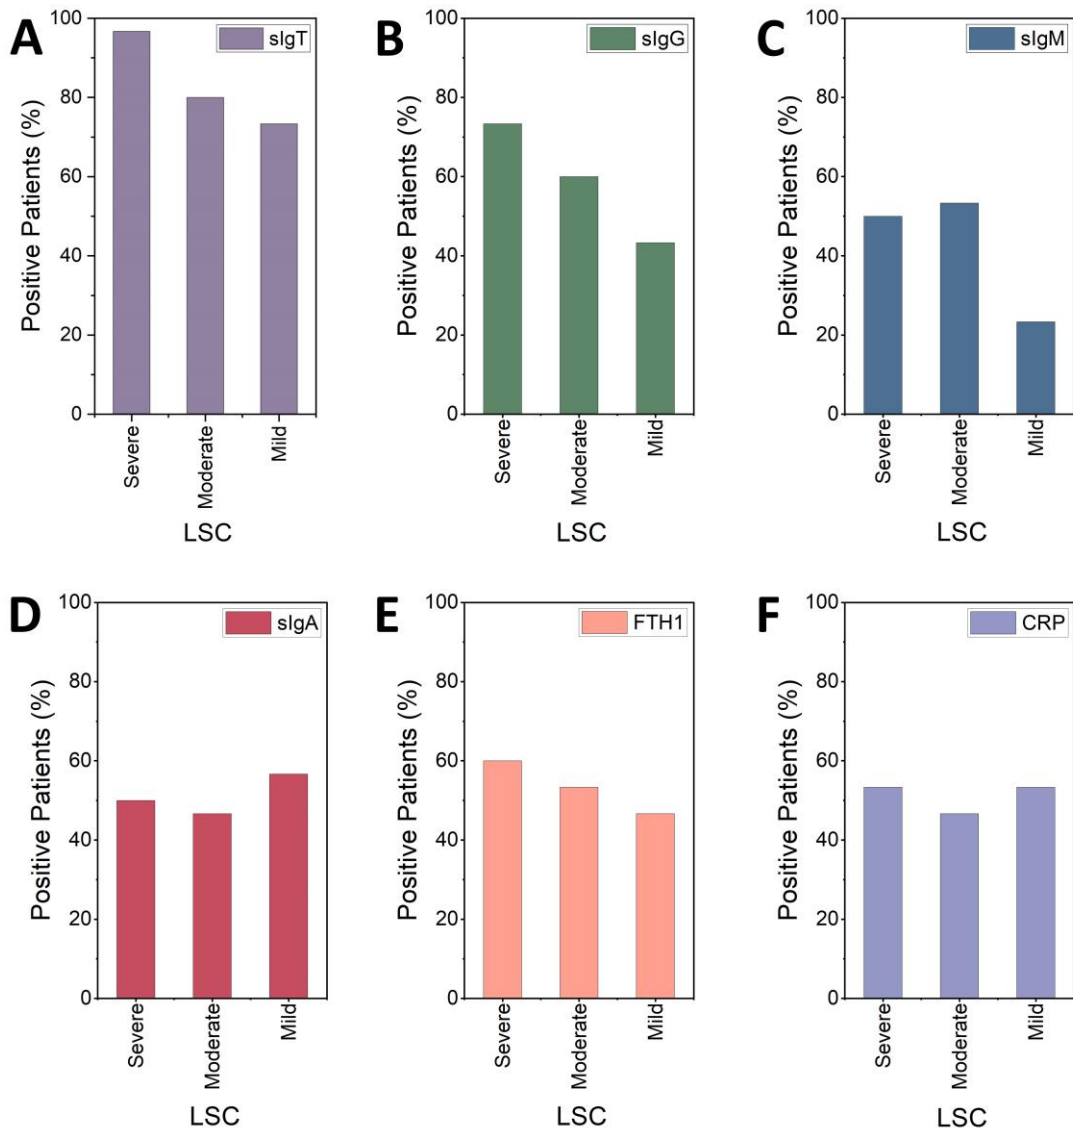 A
sIgT
Positive Patients (%)
100
80
60
40
20
0
Severe
Moderate
Mild
LSC
B
sIgG
Positive Patients (%)
100
80
60
40
20
0
Severe
Moderate
Mild
LSC
C
sIgM
Positive Patients (%)
100
80
60
40
20
0
Severe
Moderate
Mild
LSC
D
sIgA
Positive Patients (%)
100
80
60
40
20
0
Severe
Moderate
Mild
LSC
E
FTH1
Positive Patients (%)
100
80
60
40
20
0
Severe
Moderate
Mild
LSC
F
CRP
Positive Patients (%)
100
80
60
40
20
0
Severe
Moderate
Mild
LSC